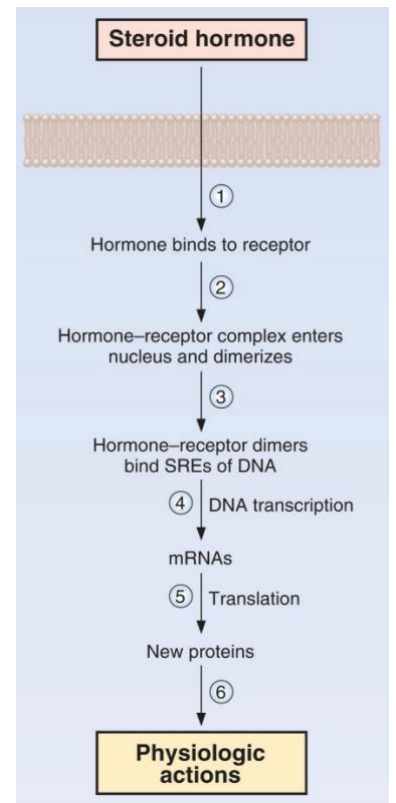 Steroid hormone
①
Hormone binds to receptor
②
Hormone–receptor complex enters
nucleus and dimerizes
③
Hormone–receptor dimers
bind SREs of DNA
④ DNA transcription
mRNAs
⑤ Translation
New proteins
⑥
Physiologic
actions